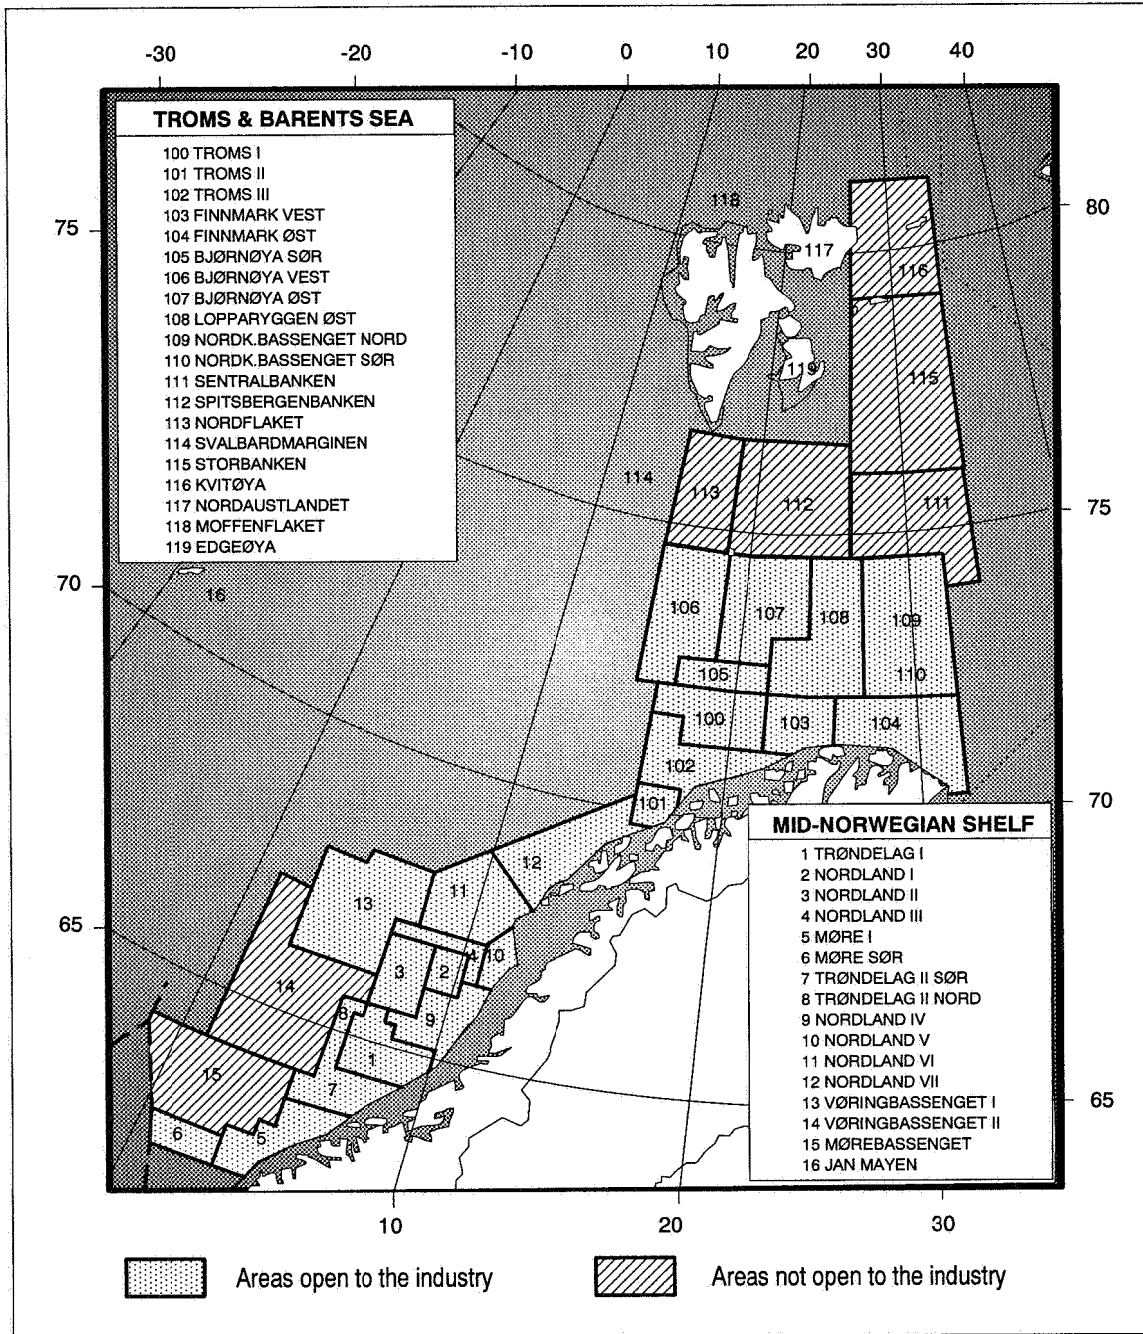 -30 -20 -10 0 10 20 30 40
TROMS & BARENTS SEA
100 TROMS I
101 TROMS II
102 TROMS III
103 FINNMARK VEST
104 FINNMARK ØST
105 BJØRNØYA SØR
106 BJØRNØYA VEST
107 BJØRNØYA ØST
108 LOPPARYGGEN ØST
109 NORDK.BASSENGET NORD
110 NORDK.BASSENGET SØR
111 SENTRALBANKEN
112 SPITSBERGENBANKEN
113 NORDFLAKET
114 SVALBARDMARGINEN
115 STORBANKEN
116 KVITØYA
117 NORDAUSTLANDET
118 MOFFENFLAKET
119 EDGEØYA
75
70
65
80
75
70
65
118
117
116
119
115
114
113
112
111
16
106
107
108
109
105
110
100
103
104
102
101
12
11
13
3
2
4
10
14
8
9
1
15
7
6
5
MID-NORWEGIAN SHELF
1 TRØNDELAG I
2 NORDLAND I
3 NORDLAND II
4 NORDLAND III
5 MØRE I
6 MØRE SØR
7 TRØNDELAG II SØR
8 TRØNDELAG II NORD
9 NORDLAND IV
10 NORDLAND V
11 NORDLAND VI
12 NORDLAND VII
13 VØRINGBASSENGET I
14 VØRINGBASSENGET II
15 MØREBASSENGET
16 JAN MAYEN
10 20 30
Areas open to the industry
Areas not open to the industry